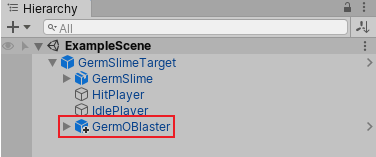 Hierarchy
All
ExampleScene
GermSlimeTarget
GermSlime
HitPlayer
IdlePlayer
GermOBlaster